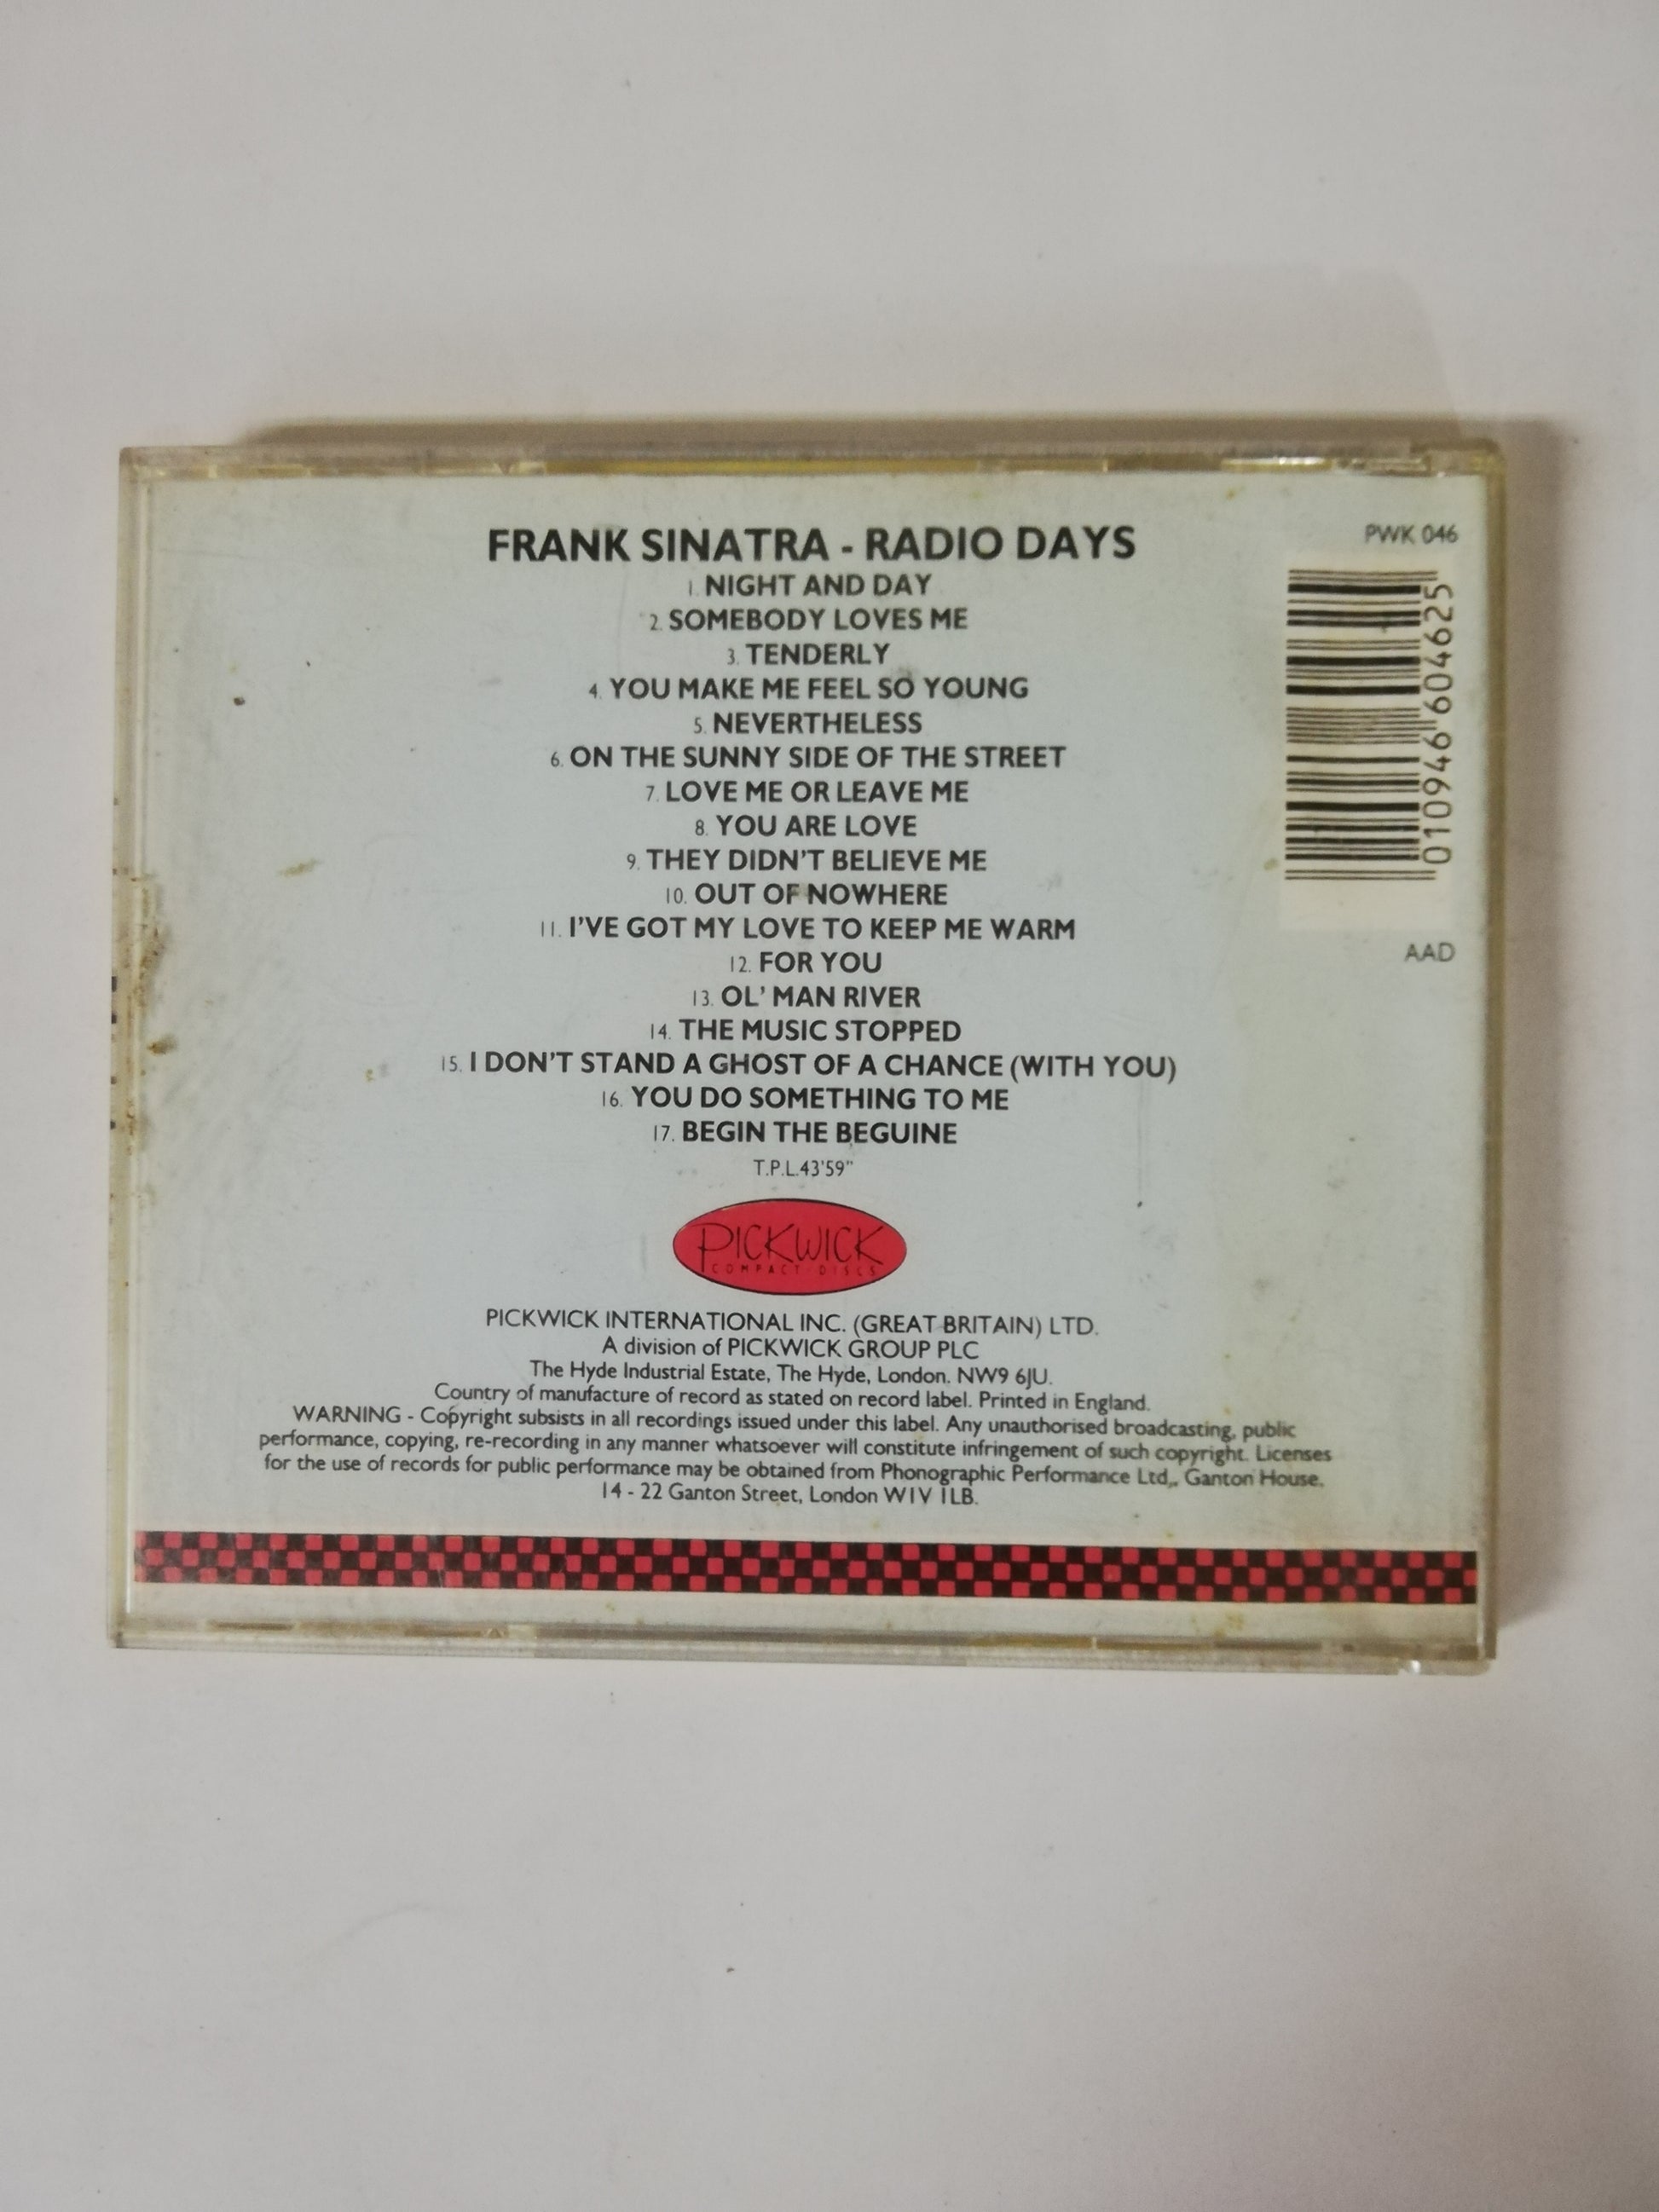 FRANK SINATRA - RADIO DAYS
1. NIGHT AND DAY
2. SOMEBODY LOVES ME
3. TENDERLY
4. YOU MAKE ME FEEL SO YOUNG
5. NEVERTHELESS
6. ON THE SUNNY SIDE OF THE STREET
7. LOVE ME OR LEAVE ME
8. YOU ARE LOVE
9. THEY DIDN'T BELIEVE ME
10. OUT OF NOWHERE
11. I'VE GOT MY LOVE TO KEEP ME WARM
12. FOR YOU
13. OL' MAN RIVER
14. THE MUSIC STOPPED
15. I DON'T STAND A GHOST OF A CHANCE (WITH YOU)
16. YOU DO SOMETHING TO ME
17. BEGIN THE BEGUINE
T.P.L.43'59"
PICKWICK
COMPACT DISCS
PICKWICK INTERNATIONAL INC. (GREAT BRITAIN) LTD.
A division of PICKWICK GROUP PLC
The Hyde Industrial Estate, The Hyde, London. NW9 6JU.
Country of manufacture of record as stated on record label. Printed in England.
WARNING - Copyright subsists in all recordings issued under this label. Any unauthorised broadcasting, public
performance, copying, re-recording in any manner whatsoever will constitute infringement of such copyright. Licenses
for the use of records for public performance may be obtained from Phonographic Performance Ltd,. Ganton House.
14 - 22 Ganton Street, London W1V 1LB.
PWK 046
010946 604625
AAD